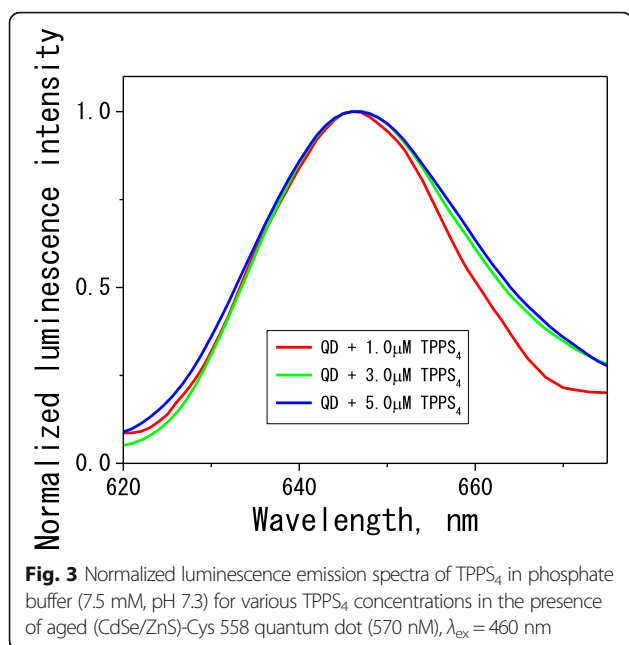 Normalized luminescence intensity
1.0
0.5
0.0
QD + 1.0μM TPPS₄
QD + 3.0μM TPPS₄
QD + 5.0μM TPPS₄
620
640
660
Wavelength, nm
Fig. 3 Normalized luminescence emission spectra of TPPS₄ in phosphate
buffer (7.5 mM, pH 7.3) for various TPPS₄ concentrations in the presence
of aged (CdSe/ZnS)-Cys 558 quantum dot (570 nM), λₑₓ = 460 nm